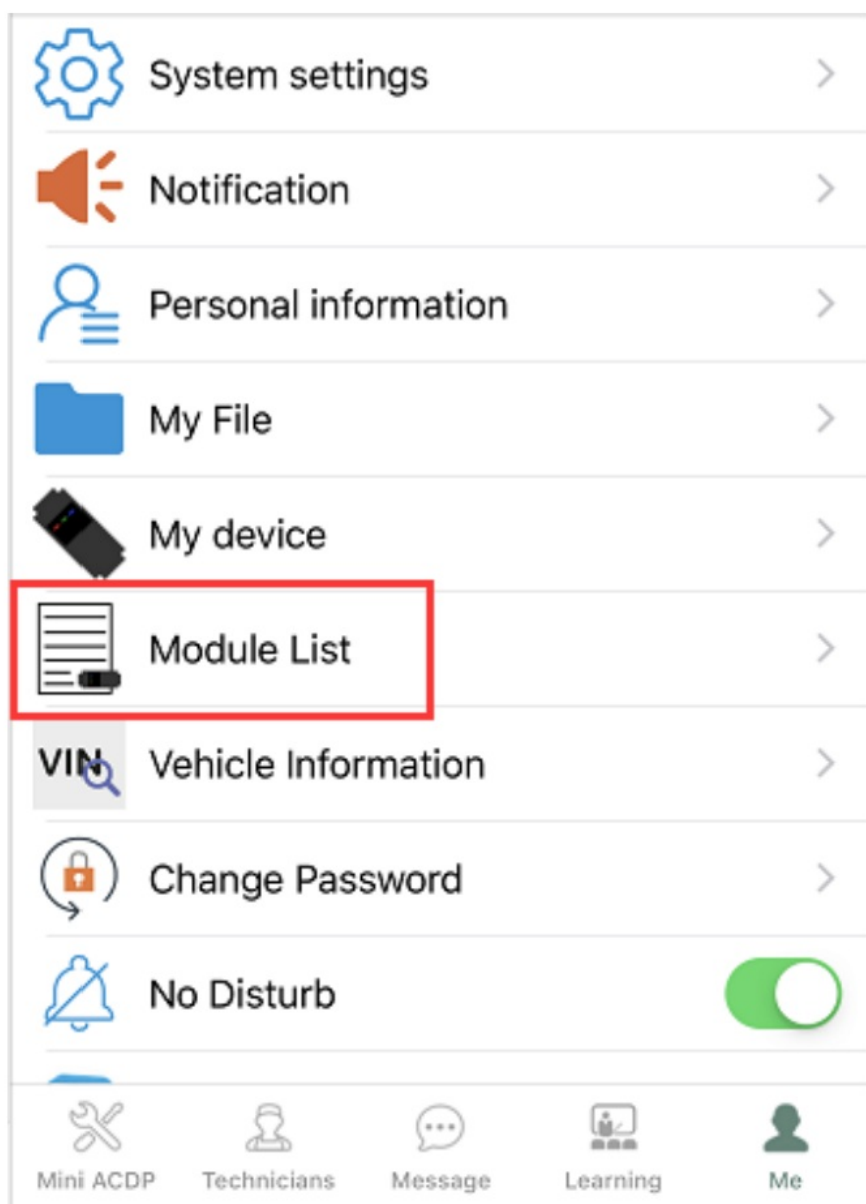 System settings
Notification
Personal information
My File
My device
Module List
VIN Vehicle Information
Change Password
No Disturb
Mini ACDP Technicians Message Learning Me